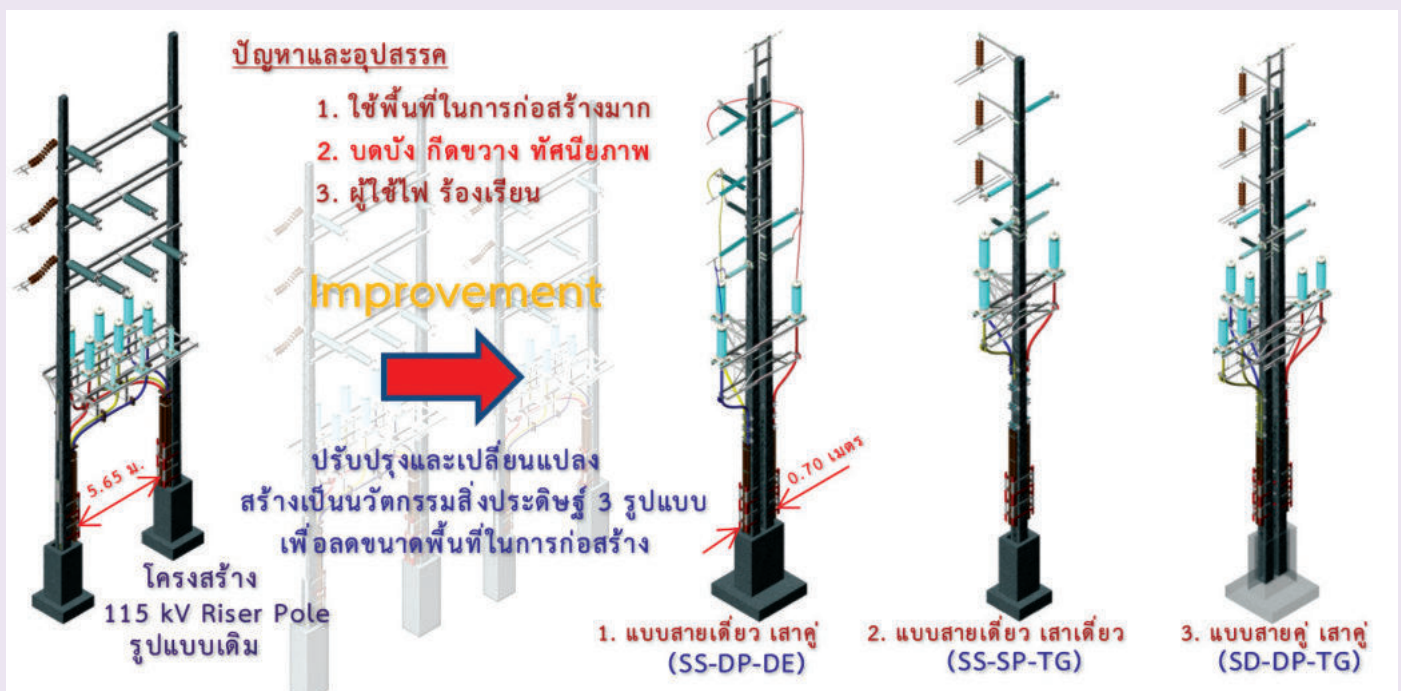 ปัญหาและอุปสรรค
1. ใช้พื้นที่ในการก่อสร้างมาก
2. บดบัง กีดขวาง ทัศนียภาพ
3. ผู้ใช้ไฟ ร้องเรียน
Improvement
ปรับปรุงและเปลี่ยนแปลง
สร้างเป็นนวัตกรรมสิ่งประดิษฐ์ 3 รูปแบบ
เพื่อลดขนาดพื้นที่ในการก่อสร้าง
5.65 ม.
โครงสร้าง
115 kV Riser Pole
รูปแบบเดิม
0.70 เมตร
1. แบบสายเดี่ยว เสาคู่
(SS-DP-DE)
2. แบบสายเดี่ยว เสาเดี่ยว
(SS-SP-TG)
3. แบบสายคู่ เสาคู่
(SD-DP-TG)